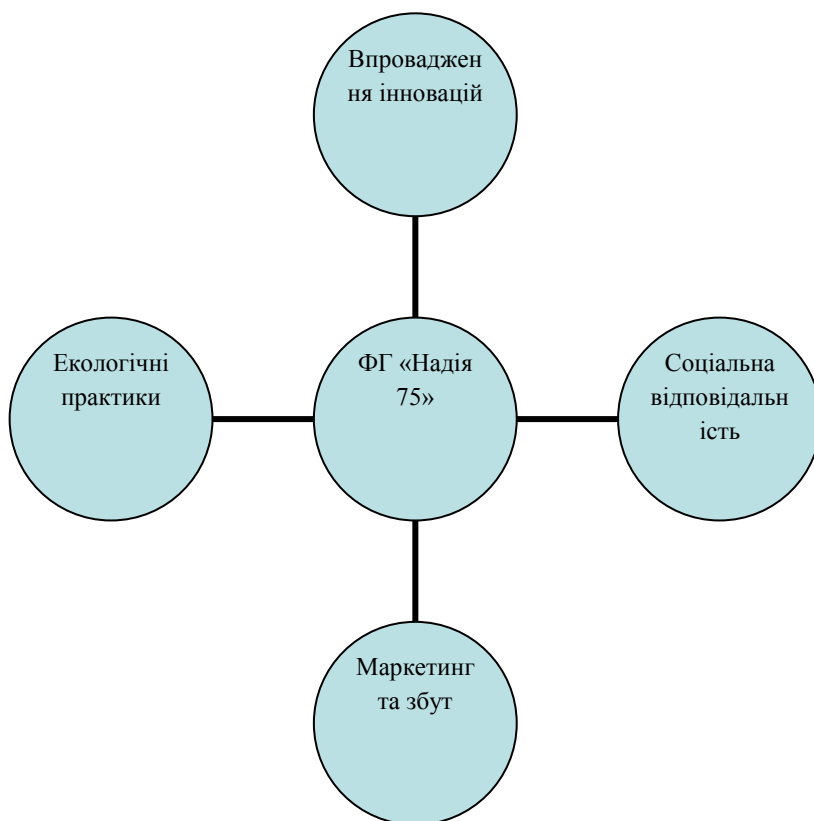 Впроваджен
ня інновацій
Екологічні
практики
ФГ «Надія
75»
Соціальна
відповідальн
ість
Маркетинг
та збут